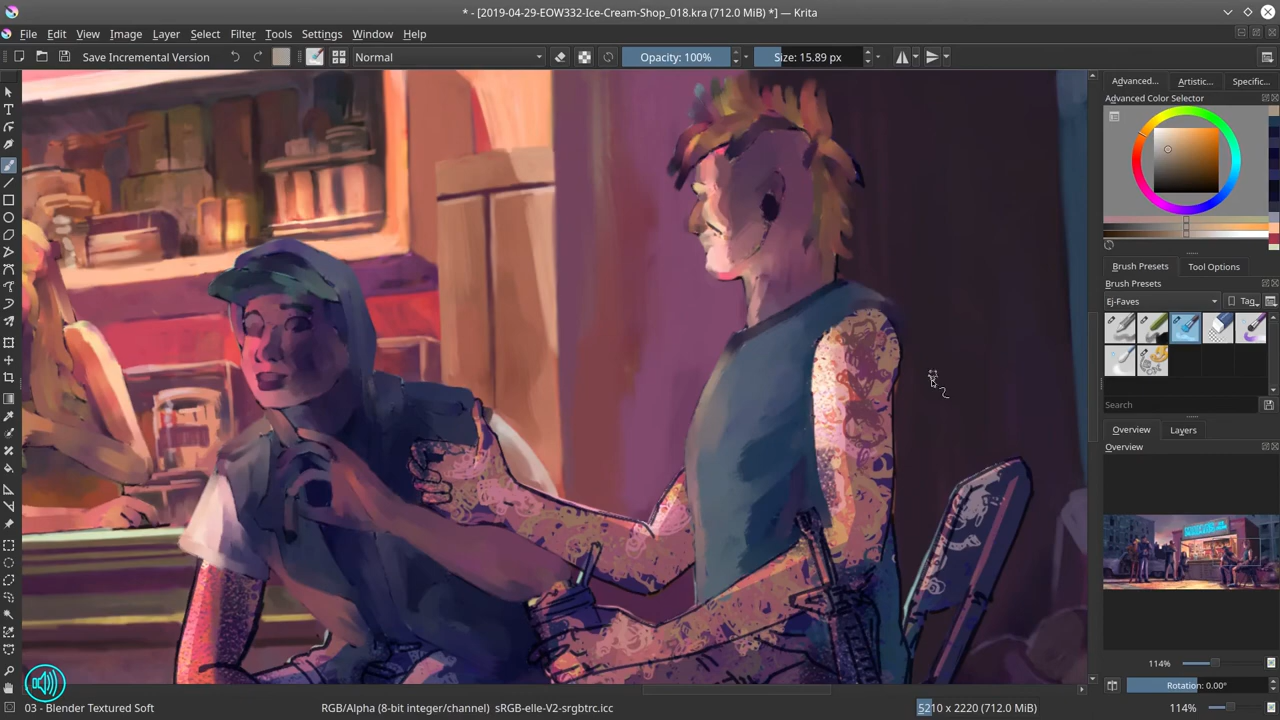 * - [2019-04-29-EOW332-Ice-Cream-Shop_018.kra (712.0 MiB) *] — Krita
File Edit View Image Layer Select Filter Tools Settings Window Help
Save Incremental Version Normal Opacity: 100% Size: 15.89 px
Advanced... Artistic... Specific...
Advanced Color Selector
Brush Presets Tool Options
Brush Presets
Ej-Faves Tag
Search
Overview Layers
Overview
114%
Rotation: 0.00°
03 - Blender Textured Soft RGB/Alpha (8-bit integer/channel) sRGB-elle-V2-srgbtrc.icc 5210 x 2220 (712.0 MiB) 114%